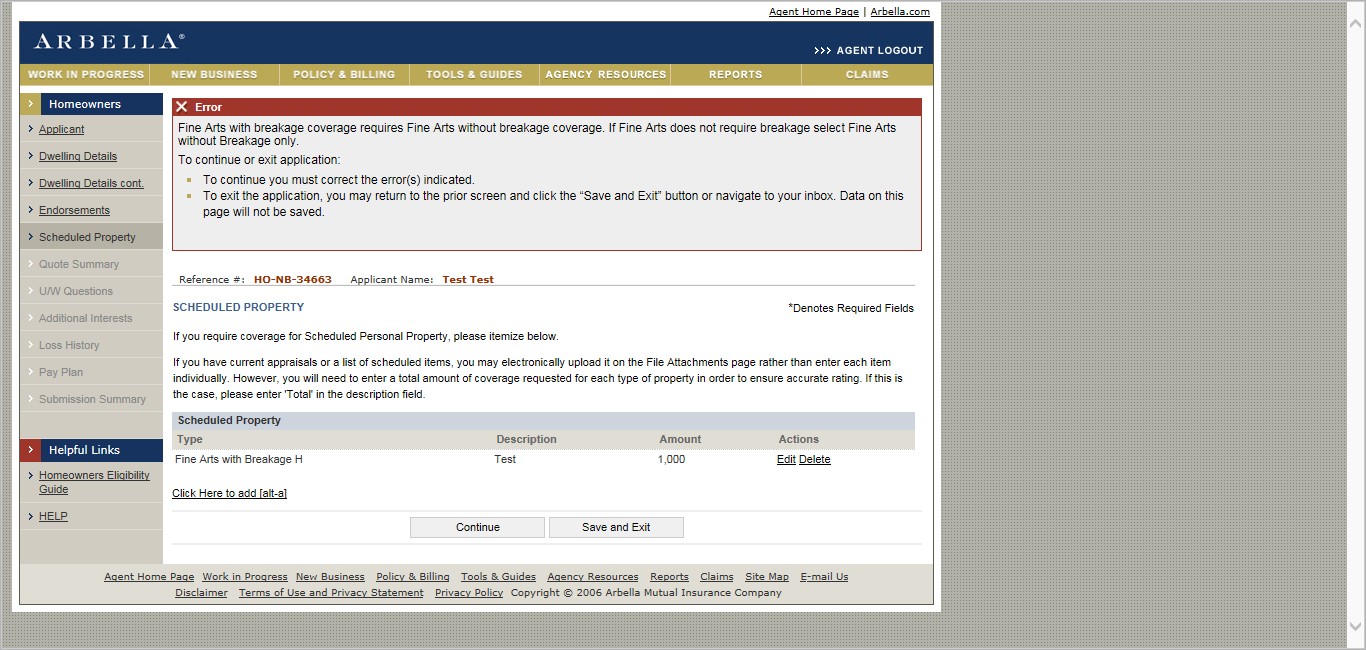 Agent Home Page | Arbella.com
ARBELLA®
>>> AGENT LOGOUT
WORK IN PROGRESS NEW BUSINESS POLICY & BILLING TOOLS & GUIDES AGENCY RESOURCES REPORTS CLAIMS
Homeowners
Applicant
Dwelling Details
Dwelling Details cont.
Endorsements
Scheduled Property
Quote Summary
U/W Questions
Additional Interests
Loss History
Pay Plan
Submission Summary
Helpful Links
Homeowners Eligibility
Guide
HELP
Error
Fine Arts with breakage coverage requires Fine Arts without breakage coverage. If Fine Arts does not require breakage select Fine Arts
without Breakage only.
To continue or exit application:
To continue you must correct the error(s) indicated.
To exit the application, you may return to the prior screen and click the “Save and Exit” button or navigate to your inbox. Data on this
page will not be saved.
Reference #: HO-NB-34663 Applicant Name: Test Test
SCHEDULED PROPERTY
*Denotes Required Fields
If you require coverage for Scheduled Personal Property, please itemize below.
If you have current appraisals or a list of scheduled items, you may electronically upload it on the File Attachments page rather than enter each item
individually. However, you will need to enter a total amount of coverage requested for each type of property in order to ensure accurate rating. If this is
the case, please enter 'Total' in the description field.
Scheduled Property
Type Description Amount Actions
Fine Arts with Breakage H Test 1,000 Edit Delete
Click Here to add [alt-a]
Continue Save and Exit
Agent Home Page Work in Progress New Business Policy & Billing Tools & Guides Agency Resources Reports Claims Site Map E-mail Us
Disclaimer Terms of Use and Privacy Statement Privacy Policy Copyright © 2006 Arbella Mutual Insurance Company